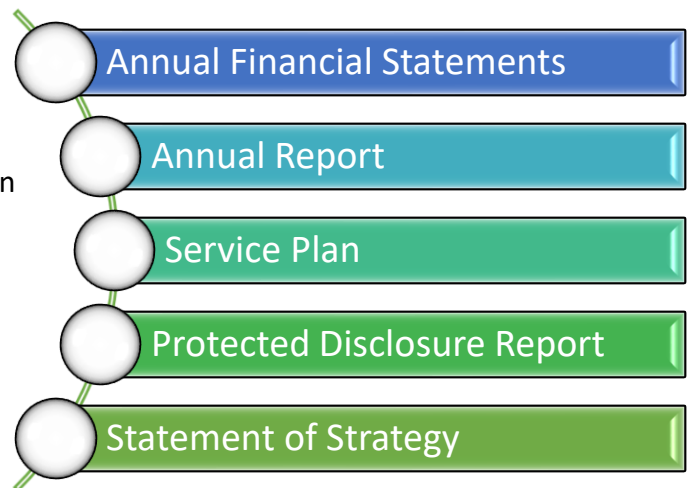 Annual Financial Statements
Annual Report
n
Service Plan
Protected Disclosure Report
Statement of Strategy